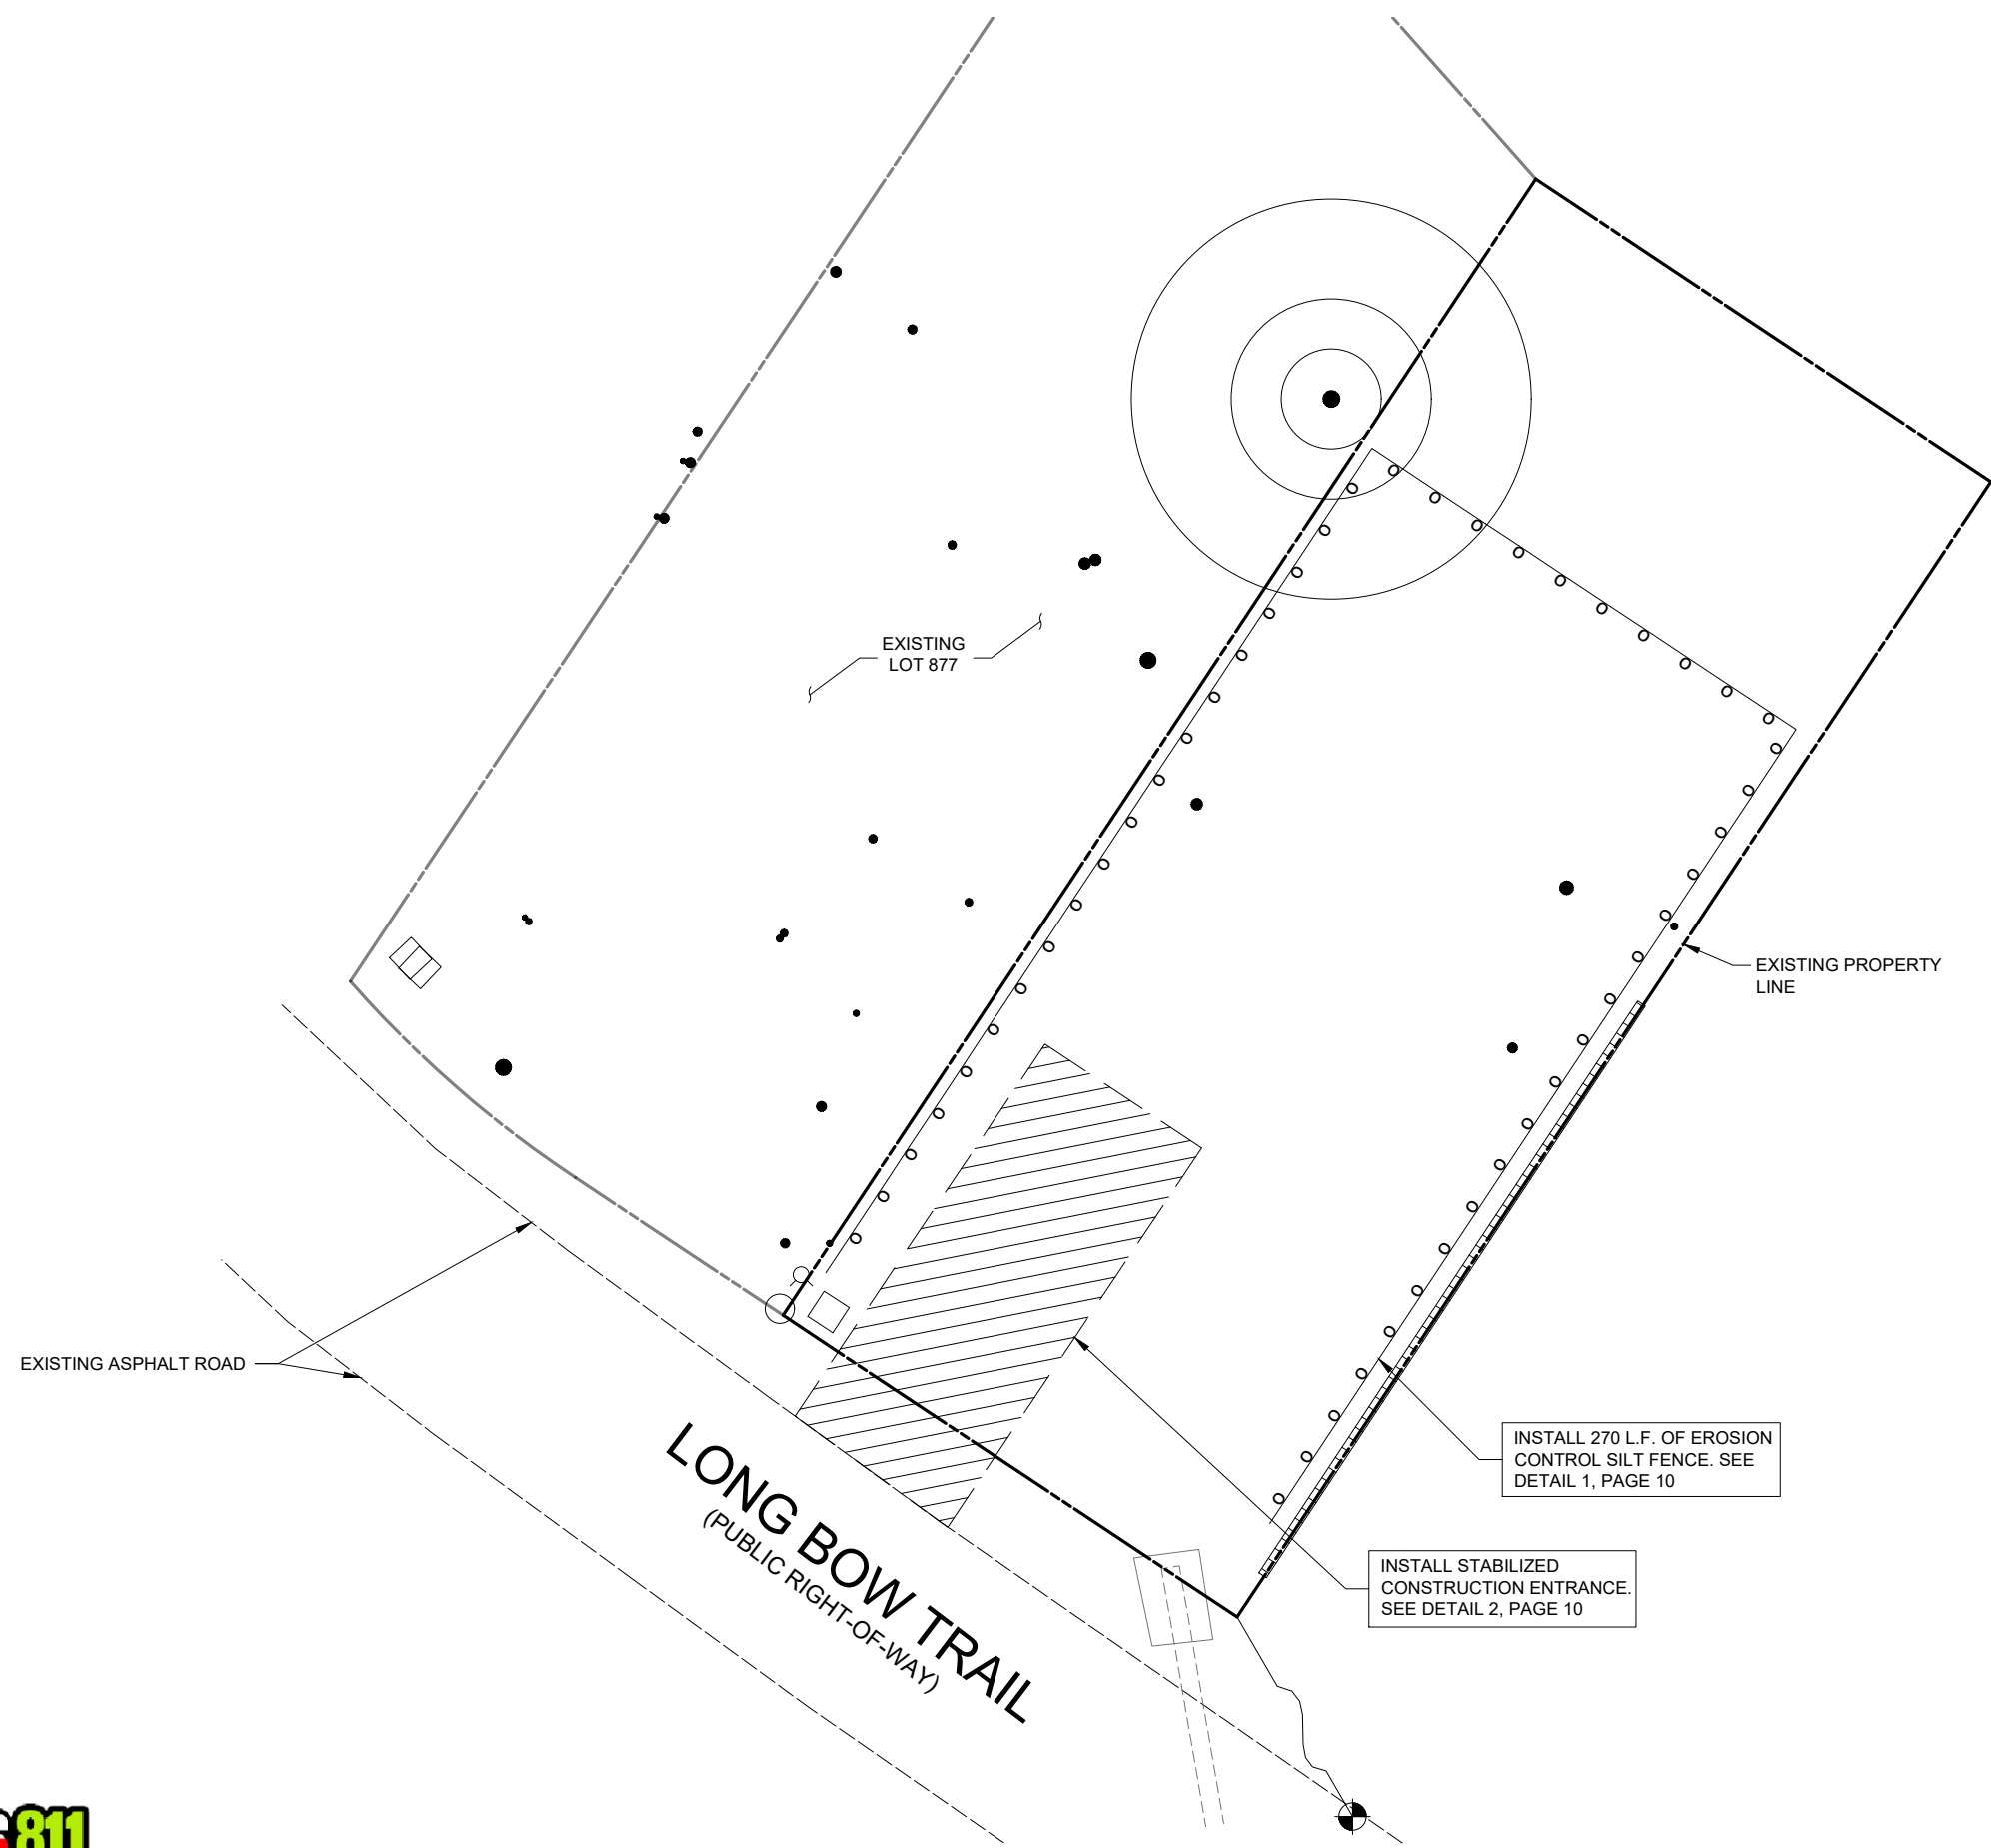 EXISTING
LOT 877
EXISTING PROPERTY
LINE
EXISTING ASPHALT ROAD
LONG BOW TRAIL
(PUBLIC RIGHT-OF-WAY)
INSTALL 270 L.F. OF EROSION
CONTROL SILT FENCE. SEE
DETAIL 1, PAGE 10
INSTALL STABILIZED
CONSTRUCTION ENTRANCE.
SEE DETAIL 2, PAGE 10
811